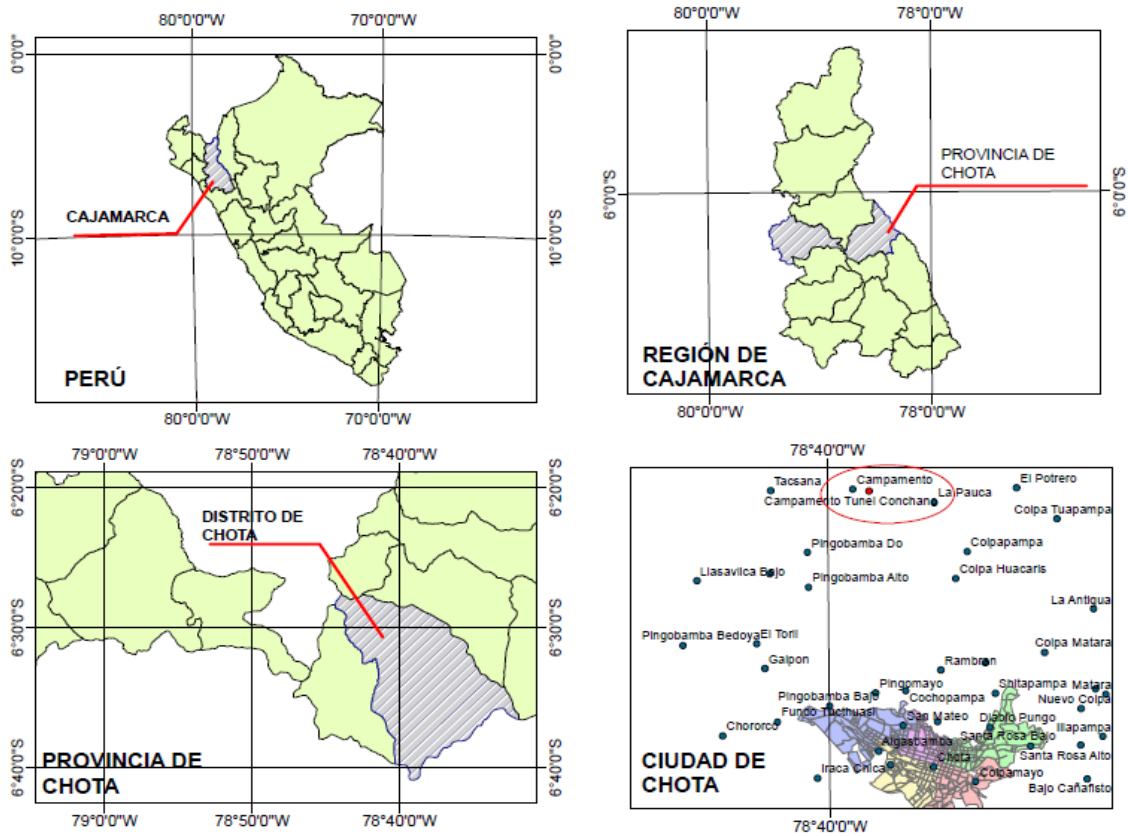 80°0'0"W
70°0'0"W
0°0'0"
0°0'0"
CAJAMARCA
10°0'0"S
10°0'0"S
PERÚ
80°0'0"W
70°0'0"W
80°0'0"W
78°0'0"W
PROVINCIA DE
CHOTA
6°0'0"S
6°0'0"S
REGIÓN DE
CAJAMARCA
80°0'0"W
78°0'0"W
79°0'0"W
78°50'0"W
78°40'0"W
6°20'0"S
6°20'0"S
DISTRITO DE
CHOTA
6°30'0"S
6°30'0"S
6°40'0"S
6°40'0"S
PROVINCIA DE
CHOTA
79°0'0"W
78°50'0"W
78°40'0"W
78°40'0"W
Tacsana
Campamento
El Potrero
Campamento Tunel Conchano
La Pauca
Colpa Tuapampa
Pingobamba Do
Colpapampa
Llasavilca Bajo
Pingobamba Alto
Colpa Huacaris
La Antigua
Pingobamba Bedoya
El Toril
Colpa Matara
Galpon
Rambran
Pingomayo
Shitapampa
Matara
Pingobamba Bajo
Cochopampa
Nuevo Colpa
Fundo Tucthuasi
San Mateo
Diablo Pungo
Illapampa
Chororco
Santa Rosa Bajo
Algasbamba
Chota
Santa Rosa Alto
Iraca Chica
Colpamayo
Bajo Cañafisto
CIUDAD DE
CHOTA
78°40'0"W